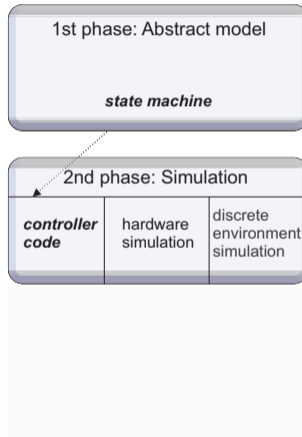 1st phase: Abstract model
state machine
2nd phase: Simulation
controller
code
hardware
simulation
discrete
environment
simulation